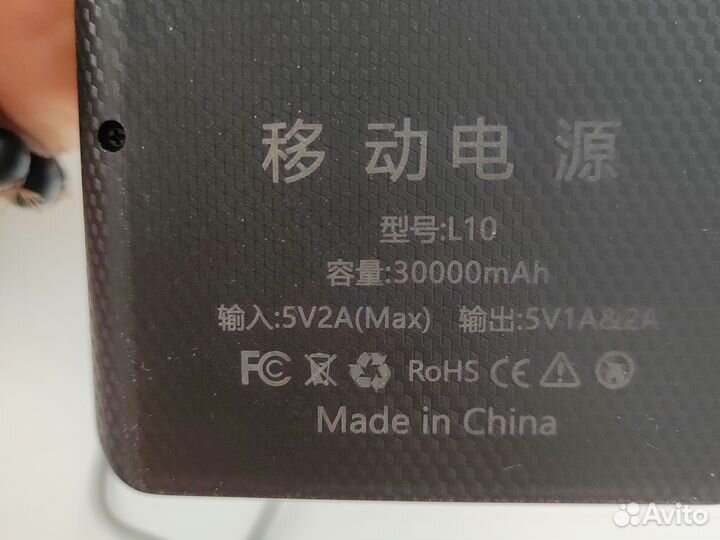 移动电源
型号:L10
容量:30000mAh
输入:5V2A(Max) 输出:5V1A&2A
FC RoHS CE
Made in China
Avito